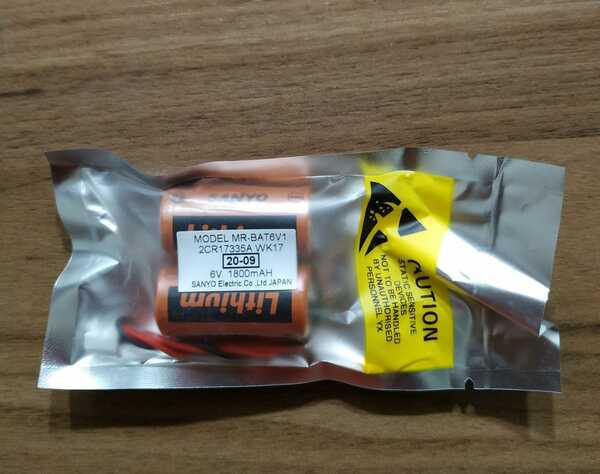 SANYO
MODEL MR-BAT6V1
2CR17335A WK17
20-09
6V 1800mAH
SANYO Electric Co.,Ltd JAPAN
Lithium
CAUTION
STATIC SENSITIVE
DEVICES
NOT TO BE HANDLED
BY UNAUTHORISED
PERSONNEL YX